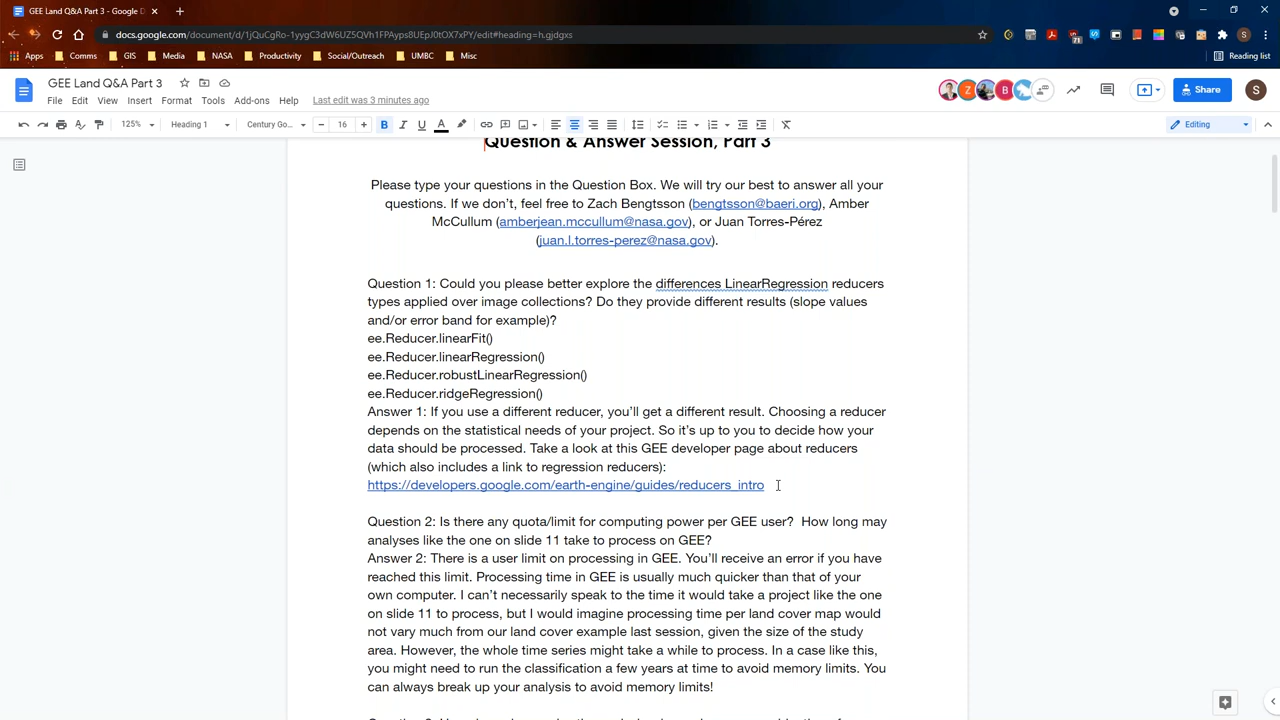 GEE Land Q&A Part 3 - Google D
docs.google.com/document/d/1jQuCgRo-1yygC3dW6UZ5QVh1FPAyps8UEpJ0tOX7xPY/edit#heading=h.gjdgxs
Apps Comms GIS Media NASA Productivity Social/Outreach UMBC Misc Reading list
GEE Land Q&A Part 3
File Edit View Insert Format Tools Add-ons Help Last edit was 3 minutes ago
Share
S
125% Heading 1 Century Go... 16 Editing
Question & Answer Session, Part 3
Please type your questions in the Question Box. We will try our best to answer all your
questions. If we don't, feel free to Zach Bengtsson (bengtsson@baeri.org), Amber
McCullum (amberjean.mccullum@nasa.gov), or Juan Torres-Pérez
(juan.l.torres-perez@nasa.gov).
Question 1: Could you please better explore the differences LinearRegression reducers
types applied over image collections? Do they provide different results (slope values
and/or error band for example)?
ee.Reducer.linearFit()
ee.Reducer.linearRegression()
ee.Reducer.robustLinearRegression()
ee.Reducer.ridgeRegression()
Answer 1: If you use a different reducer, you'll get a different result. Choosing a reducer
depends on the statistical needs of your project. So it's up to you to decide how your
data should be processed. Take a look at this GEE developer page about reducers
(which also includes a link to regression reducers):
https://developers.google.com/earth-engine/guides/reducers_intro
Question 2: Is there any quota/limit for computing power per GEE user?  How long may
analyses like the one on slide 11 take to process on GEE?
Answer 2: There is a user limit on processing in GEE. You'll receive an error if you have
reached this limit. Processing time in GEE is usually much quicker than that of your
own computer. I can't necessarily speak to the time it would take a project like the one
on slide 11 to process, but I would imagine processing time per land cover map would
not vary much from our land cover example last session, given the size of the study
area. However, the whole time series might take a while to process. In a case like this,
you might need to run the classification a few years at time to avoid memory limits. You
can always break up your analysis to avoid memory limits!